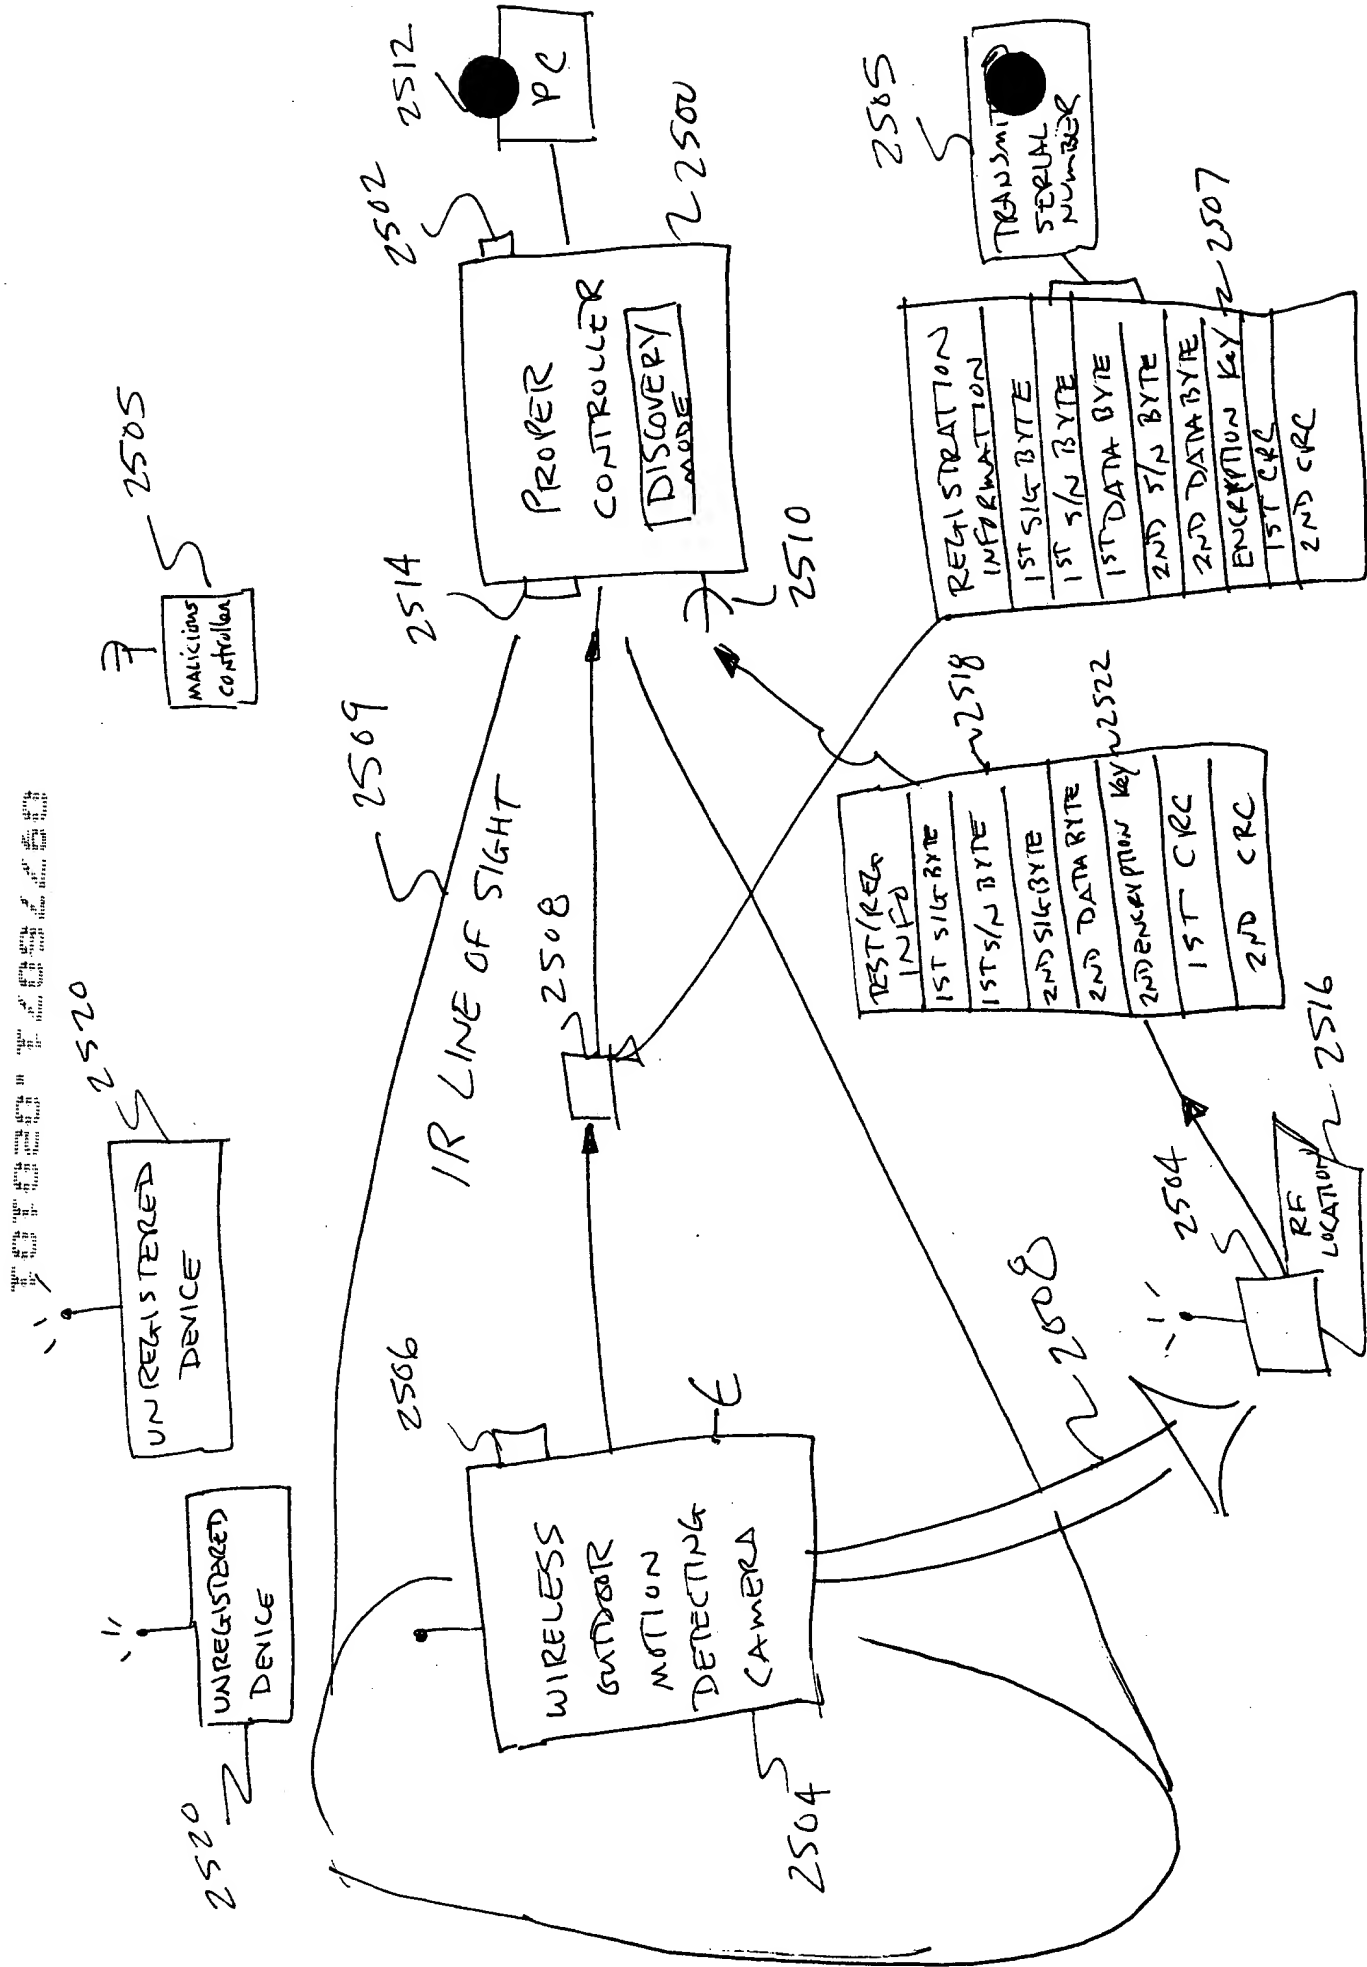 2520
UNREGISTERED
DEVICE
UNREGISTERED
DEVICE
2520
MALICIOUS
CONTROLLER
2505
2509
IR LINE OF SIGHT
2506
WIRELESS
OUTDOOR
MOTION
DETECTING
CAMERA
2504
2508
2514
2502
2512
PC
PROPER
CONTROLLER
DISCOVERY
MODE
2500
2510
2508
2504
RF
LOCATION
2516
TEST/REG
INFO
1ST SIG BYTE
1ST S/N BYTE
2ND SIG BYTE
2ND DATA BYTE
2ND ENCRYPTION KEY
1ST CRC
2ND CRC
2518
2522
REGISTRATION
INFORMATION
1ST SIG BYTE
1ST S/N BYTE
1ST DATA BYTE
2ND S/N BYTE
2ND DATA BYTE
ENCRYPTION KEY
1ST CRC
2ND CRC
2507
2505
TRANSMIT
SERIAL
NUMBER